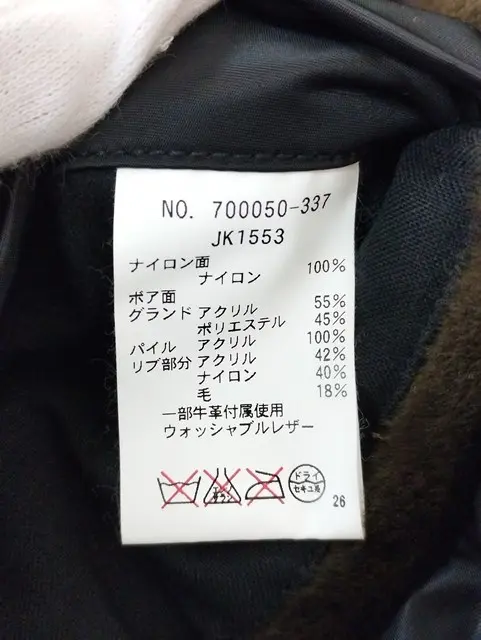 NO. 700050-337
JK1553
ナイロン面
ナイロン 100%
ボア面
グランド アクリル 55%
ポリエステル 45%
パイル アクリル 100%
リブ部分 アクリル 42%
ナイロン 40%
毛 18%
一部牛革付属使用
ウォッシャブルレザー
ドライ
セキユ系
26